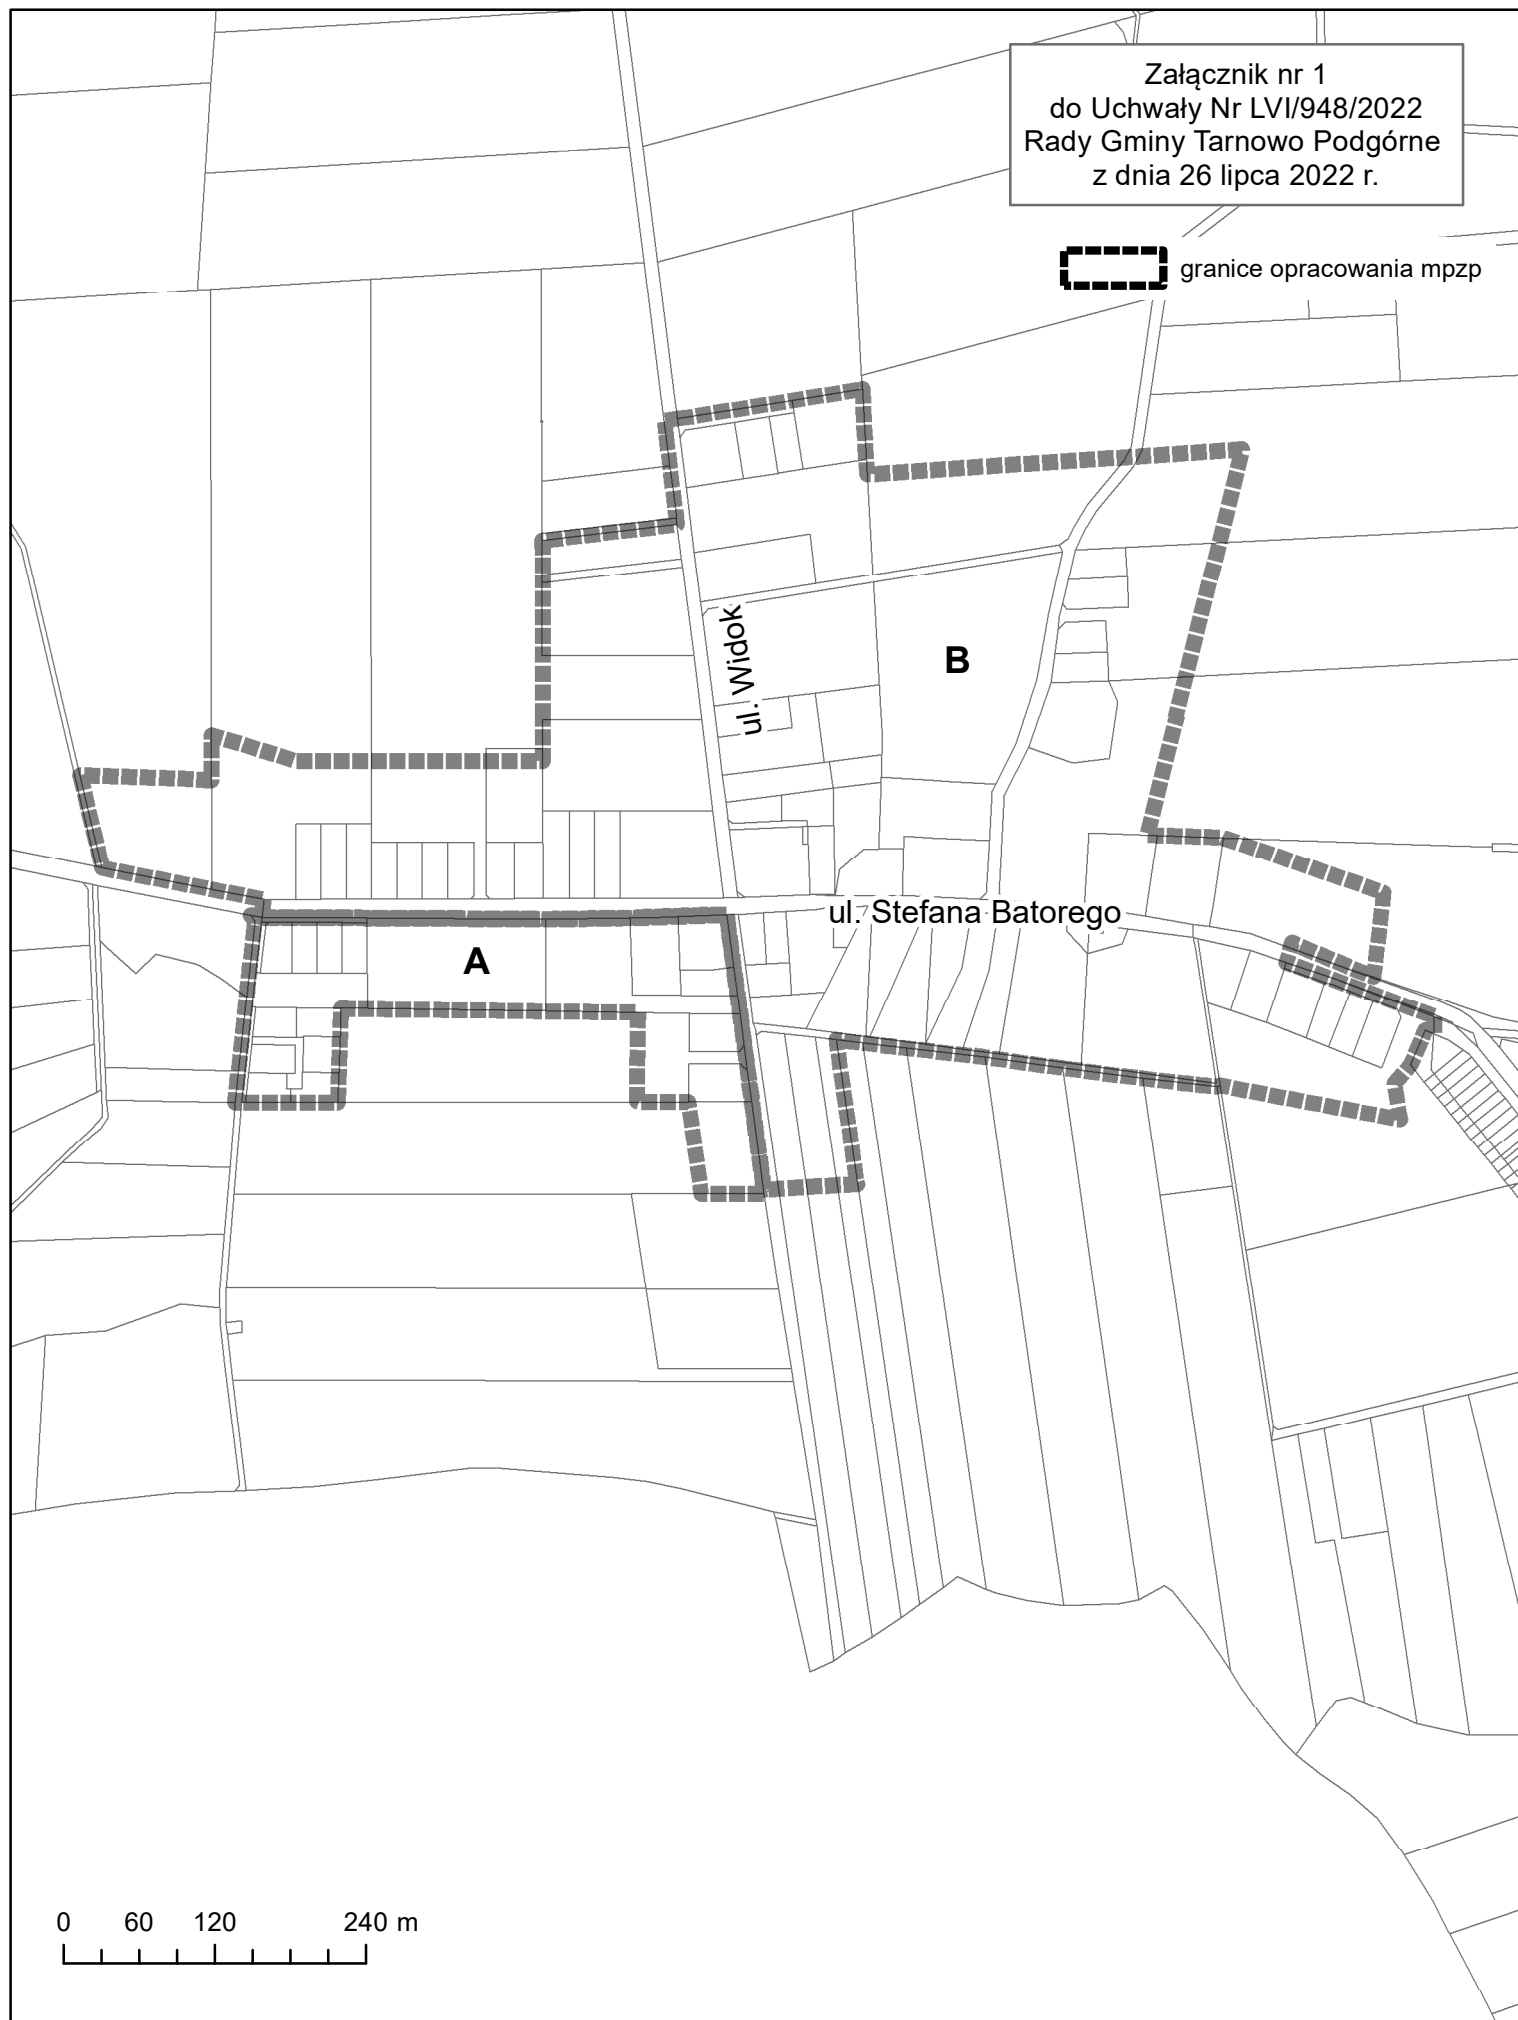 Załącznik nr 1
do Uchwały Nr LVI/948/2022
Rady Gminy Tarnowo Podgórne
z dnia 26 lipca 2022 r.
granice opracowania mpzp
ul. Widok
B
ul. Stefana Batorego
A
0 60 120 240 m